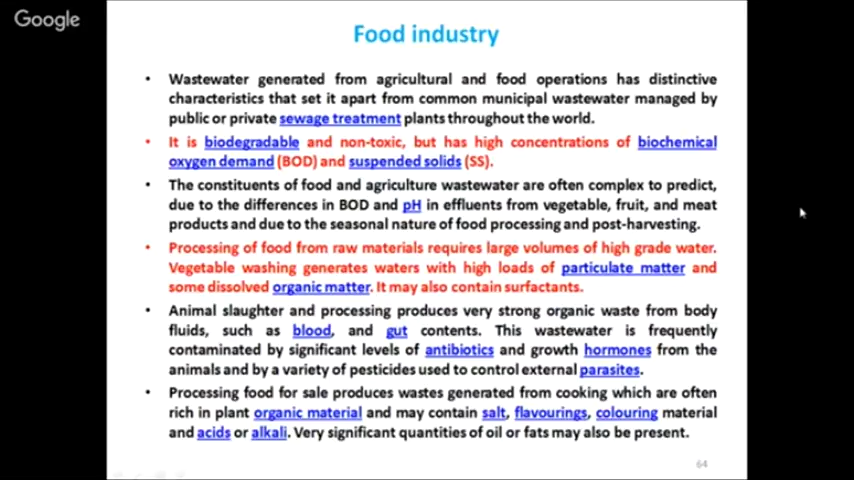 Google
Food industry
• Wastewater generated from agricultural and food operations has distinctive
characteristics that set it apart from common municipal wastewater managed by
public or private sewage treatment plants throughout the world.
• It is biodegradable and non-toxic, but has high concentrations of biochemical
oxygen demand (BOD) and suspended solids (SS).
• The constituents of food and agriculture wastewater are often complex to predict,
due to the differences in BOD and pH in effluents from vegetable, fruit, and meat
products and due to the seasonal nature of food processing and post-harvesting.
• Processing of food from raw materials requires large volumes of high grade water.
Vegetable washing generates waters with high loads of particulate matter and
some dissolved organic matter. It may also contain surfactants.
• Animal slaughter and processing produces very strong organic waste from body
fluids, such as blood, and gut contents. This wastewater is frequently
contaminated by significant levels of antibiotics and growth hormones from the
animals and by a variety of pesticides used to control external parasites.
• Processing food for sale produces wastes generated from cooking which are often
rich in plant organic material and may contain salt, flavourings, colouring material
and acids or alkali. Very significant quantities of oil or fats may also be present.
64